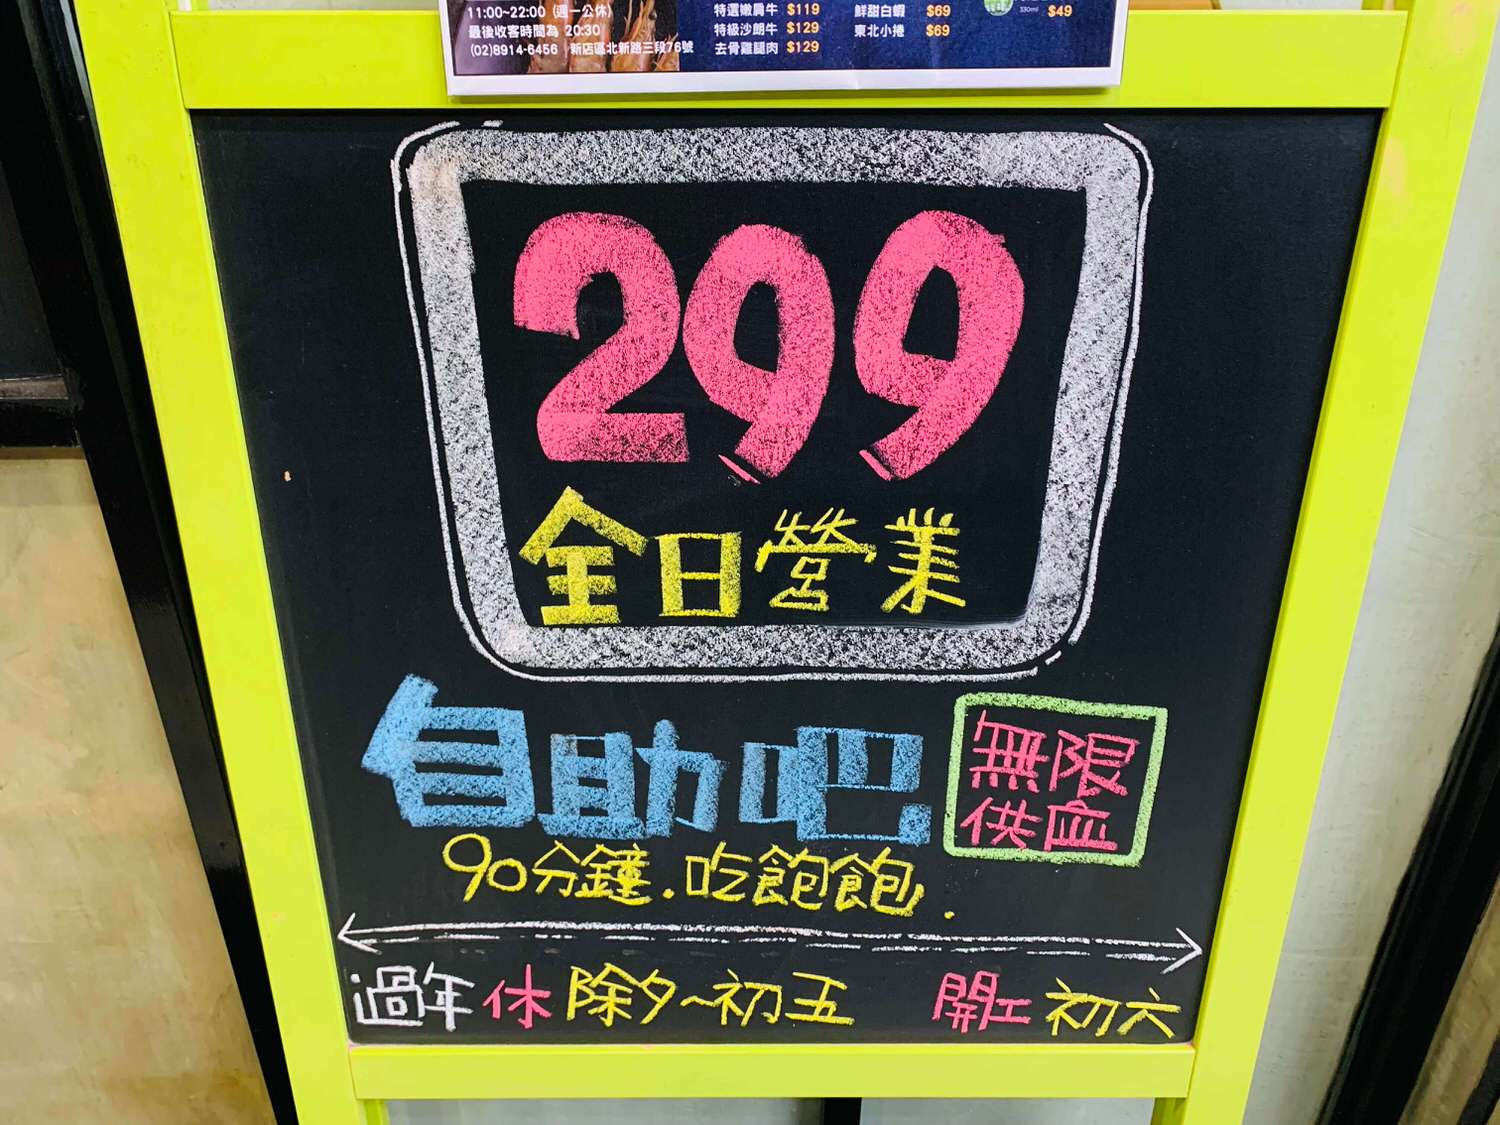 11:00~22:00 (週一公休)
最後收客時間為 20:30
(02)8914-6456 新店區北新路三段76號
特選嫩肩牛 $119
特級沙朗牛 $129
去骨雞腿肉 $129
鮮甜白蝦 $69
東北小捲 $69
330ml $49
299
全日營業
自助吧
無限
供血
90分鐘.吃飽飽.
過年休除夕~初五 開工初六